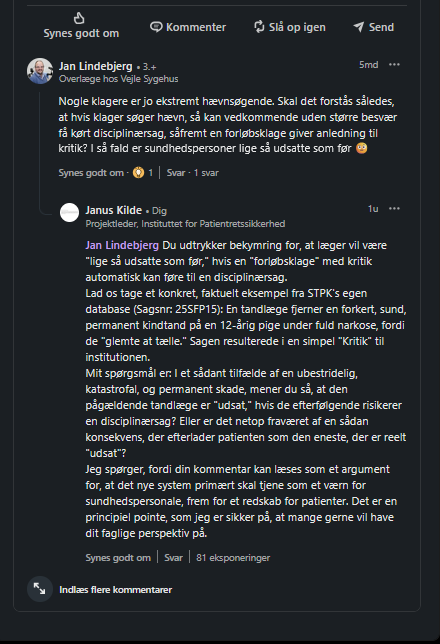 Synes godt om
Kommenter
Slå op igen
Send
Jan Lindebjerg • 3.+
5md
Overlæge hos Vejle Sygehus
Nogle klagere er jo ekstremt hævnsøgende. Skal det forstås således,
at hvis klager søger hævn, så kan vedkommende uden større besvær
få kørt disciplinærsag, såfremt en forløbsklage giver anledning til
kritik? I så fald er sundhedspersoner lige så udsatte som før 😳
Synes godt om · 1 | Svar · 1 svar
Janus Kilde • Dig
1u
Projektleder, Instituttet for Patientretssikkerhed
Jan Lindebjerg Du udtrykker bekymring for, at læger vil være
"lige så udsatte som før," hvis en "forløbsklage" med kritik
automatisk kan føre til en disciplinærsag.
Lad os tage et konkret, faktuelt eksempel fra STPK's egen
database (Sagsnr: 25SFP15): En tandlæge fjerner en forkert, sund,
permanent kindtand på en 12-årig pige under fuld narkose, fordi
de "glemte at tælle." Sagen resulterede i en simpel "Kritik" til
institutionen.
Mit spørgsmål er: I et sådant tilfælde af en ubestridelig,
katastrofal, og permanent skade, mener du så, at den
pågældende tandlæge er "udsat," hvis de efterfølgende risikerer
en disciplinærsag? Eller er det netop fraværet af en sådan
konsekvens, der efterlader patienten som den eneste, der er reelt
"udsat"?
Jeg spørger, fordi din kommentar kan læses som et argument
for, at det nye system primært skal tjene som et værn for
sundhedspersonale, frem for et redskab for patienter. Det er en
principiel pointe, som jeg er sikker på, at mange gerne vil have
dit faglige perspektiv på.
Synes godt om | Svar | 81 eksponeringer
Indlæs flere kommentarer